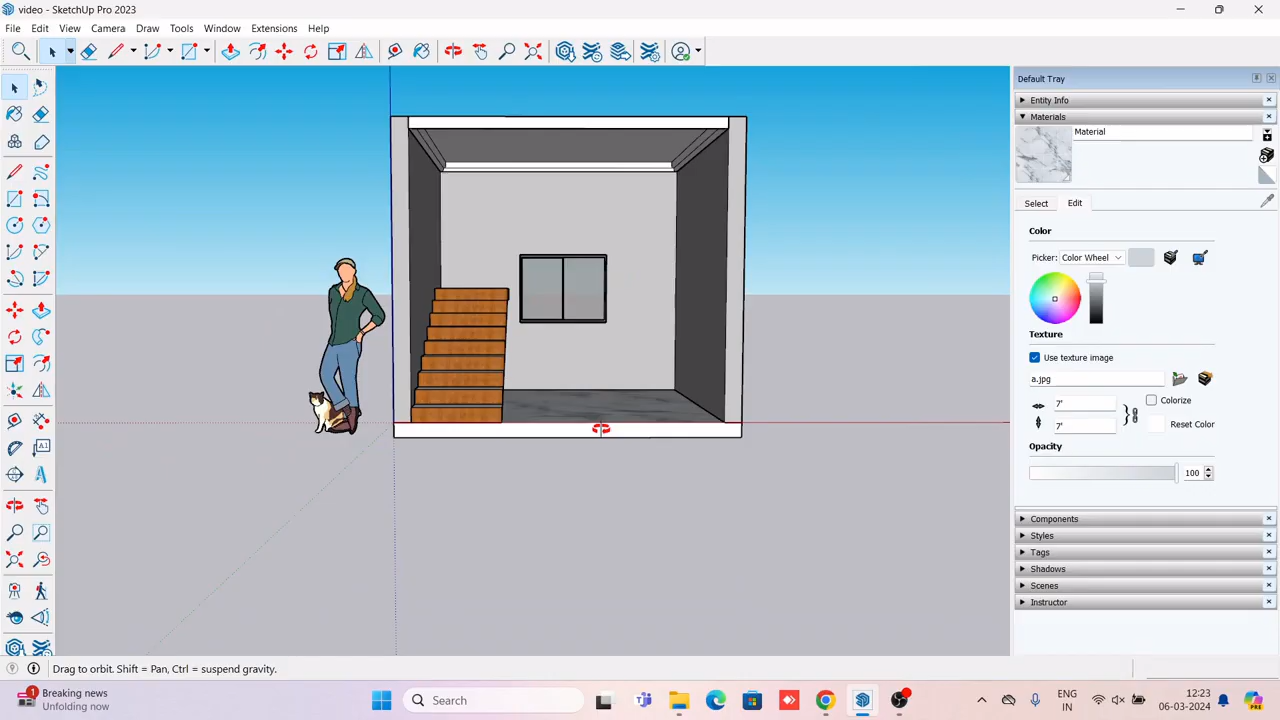 video - SketchUp Pro 2023
File Edit View Camera Draw Tools Window Extensions Help
Default Tray
Entity Info
Materials
Material
Select Edit
Color
Picker: Color Wheel
Texture
Use texture image
a.jpg
7'
Colorize
7'
Reset Color
Opacity
100
Components
Styles
Tags
Shadows
Scenes
Instructor
Drag to orbit. Shift = Pan, Ctrl = suspend gravity.
1
Breaking news
Unfolding now
Search
ENG
IN
12:23
06-03-2024